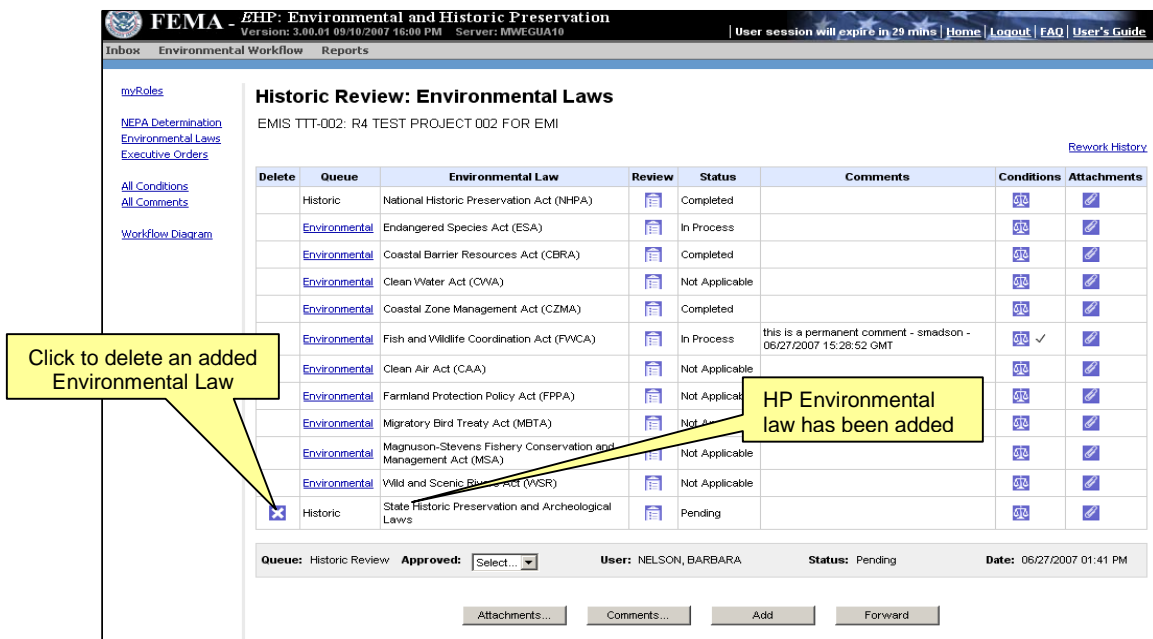 FEMA - EHP: Environmental and Historic Preservation
Version: 3.00.01 09/10/2007 16:00 PM Server: MWEGUA10 | User session will expire in 29 mins | Home | Logout | FAQ | User's Guide
Inbox Environmental Workflow Reports
myRoles
NEPA Determination
Environmental Laws
Executive Orders
All Conditions
All Comments
Workflow Diagram
Historic Review: Environmental Laws
EMIS TTT-002: R4 TEST PROJECT 002 FOR EMI
Rework History
Delete Queue Environmental Law Review Status Comments Conditions Attachments
Historic National Historic Preservation Act (NHPA) Completed
Environmental Endangered Species Act (ESA) In Process
Environmental Coastal Barrier Resources Act (CBRA) Completed
Environmental Clean Water Act (CWA) Not Applicable
Environmental Coastal Zone Management Act (CZMA) Completed
Environmental Fish and Wildlife Coordination Act (FWCA) In Process this is a permanent comment - smadson -
06/27/2007 15:28:52 GMT
Environmental Clean Air Act (CAA) Not Applicable
Environmental Farmland Protection Policy Act (FPPA) Not Applicab
Environmental Migratory Bird Treaty Act (MBTA) Not
Environmental Magnuson-Stevens Fishery Conservation and
Management Act (MSA) Not Applicable
Environmental Wild and Scenic Rivers Act (WSR) Not Applicable
Historic State Historic Preservation and Archeological
Laws Pending
Click to delete an added
Environmental Law
HP Environmental
law has been added
Queue: Historic Review Approved: Select... User: NELSON, BARBARA Status: Pending Date: 06/27/2007 01:41 PM
Attachments... Comments... Add Forward